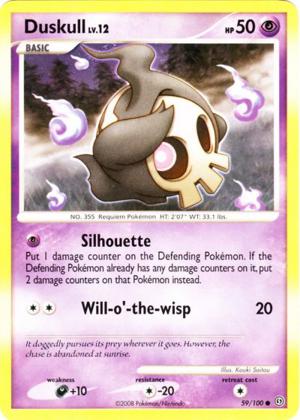 Duskull LV.12 HP 50
BASIC
NO. 355 Requiem Pokémon HT: 2'07" WT: 33.1 lbs.
Silhouette
Put 1 damage counter on the Defending Pokémon. If the
Defending Pokémon already has any damage counters on it, put
2 damage counters on that Pokémon instead.
Will-o'-the-wisp 20
It doggedly pursues its prey wherever it goes. However, the
chase is abandoned at sunrise.
Illus. Kouki Saitou
weakness resistance retreat cost
+10 -20
©2008 Pokémon/Nintendo 59/100